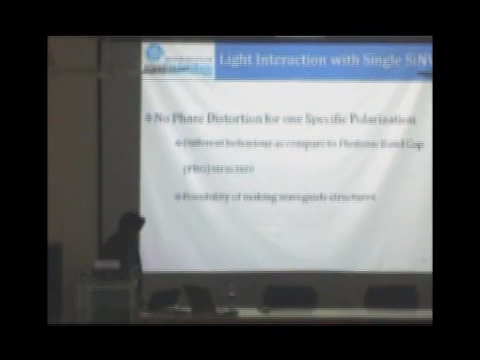 Light Interaction with Single SiNW
No Phase Distortion for one Specific Polarization
Different behaviour as compare to Photonic Band Gap
(PBG) structure
Possibility of making waveguide structures